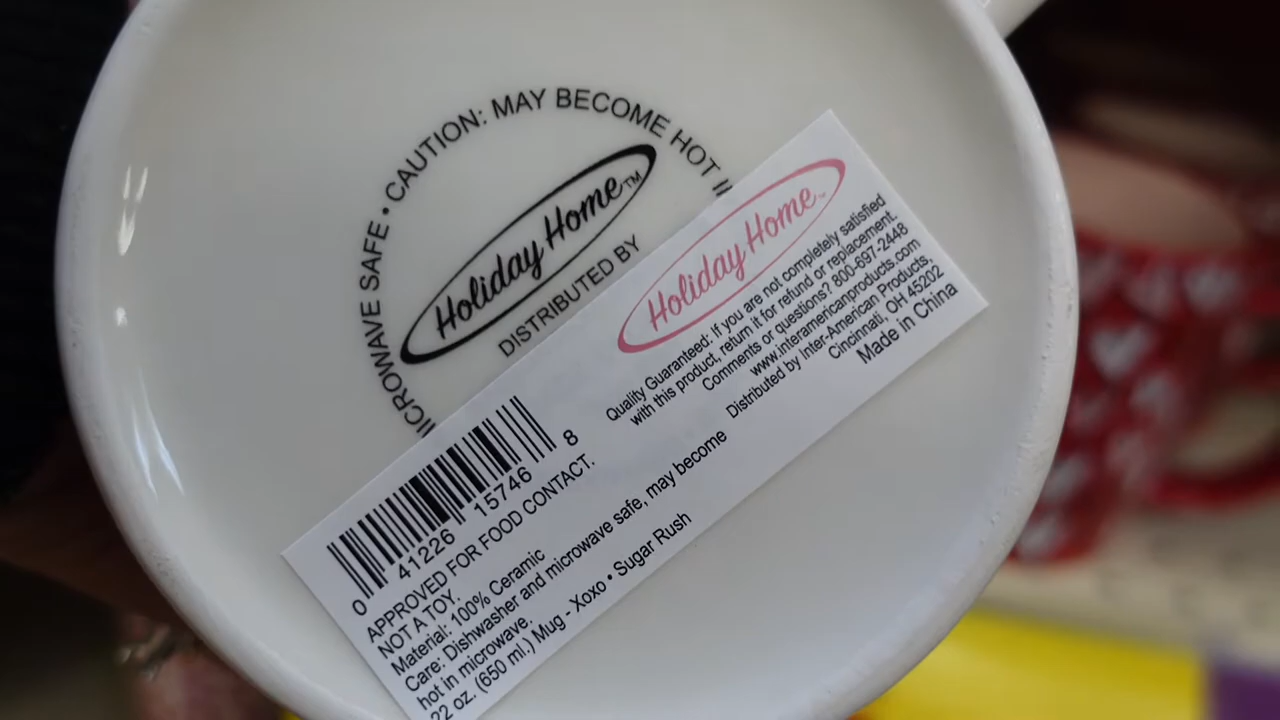 MICROWAVE SAFE • CAUTION: MAY BECOME HOT
Holiday Home™
DISTRIBUTED BY
Holiday Home™
Quality Guaranteed: If you are not completely satisfied
with this product, return it for refund or replacement.
Comments or questions? 800-697-2448
www.interamericanproducts.com
Distributed by Inter-American Products,
Cincinnati, OH 45202
Made in China
0 41226 15746 8
APPROVED FOR FOOD CONTACT.
NOT A TOY.
Material: 100% Ceramic
Care: Dishwasher and microwave safe, may become
hot in microwave.
22 oz. (650 ml.) Mug - Xoxo • Sugar Rush